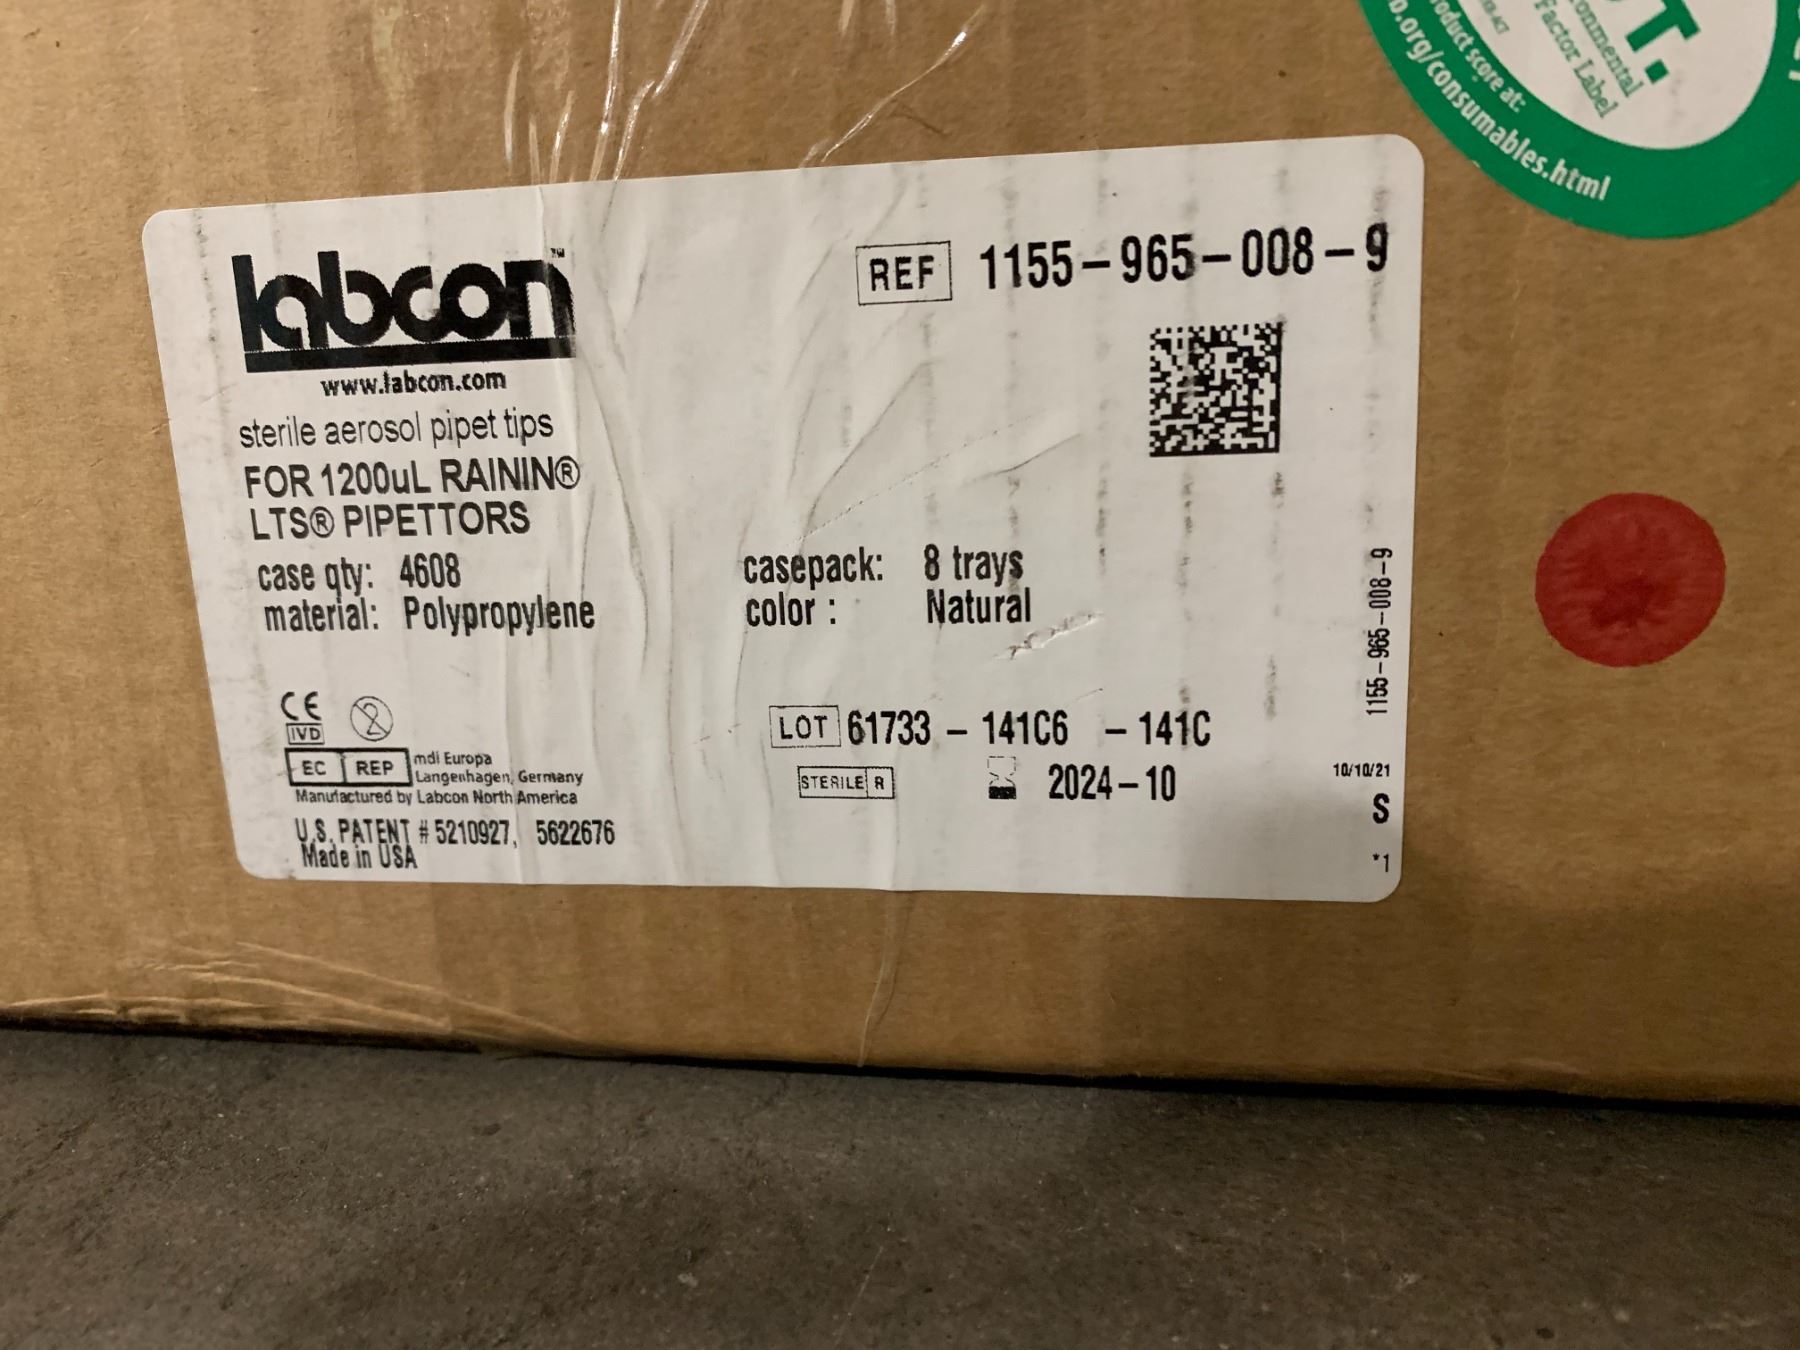 T.
ronmental
Factor Label
roduct score at:
o.org/consumables.html
labcon™
www.labcon.com
REF 1155-965-008-9
sterile aerosol pipet tips
FOR 1200uL RAININ®
LTS® PIPETTORS
case qty: 4608
material: Polypropylene
casepack: 8 trays
color : Natural
1155-965-008-9
CE
IVD
2
EC REP mdi Europa
Langenhagen, Germany
Manufactured by Labcon North America
U.S. PATENT # 5210927, 5622676
Made in USA
LOT 61733 - 141C6 - 141C
STERILE R
2024-10
10/10/21
S
*1